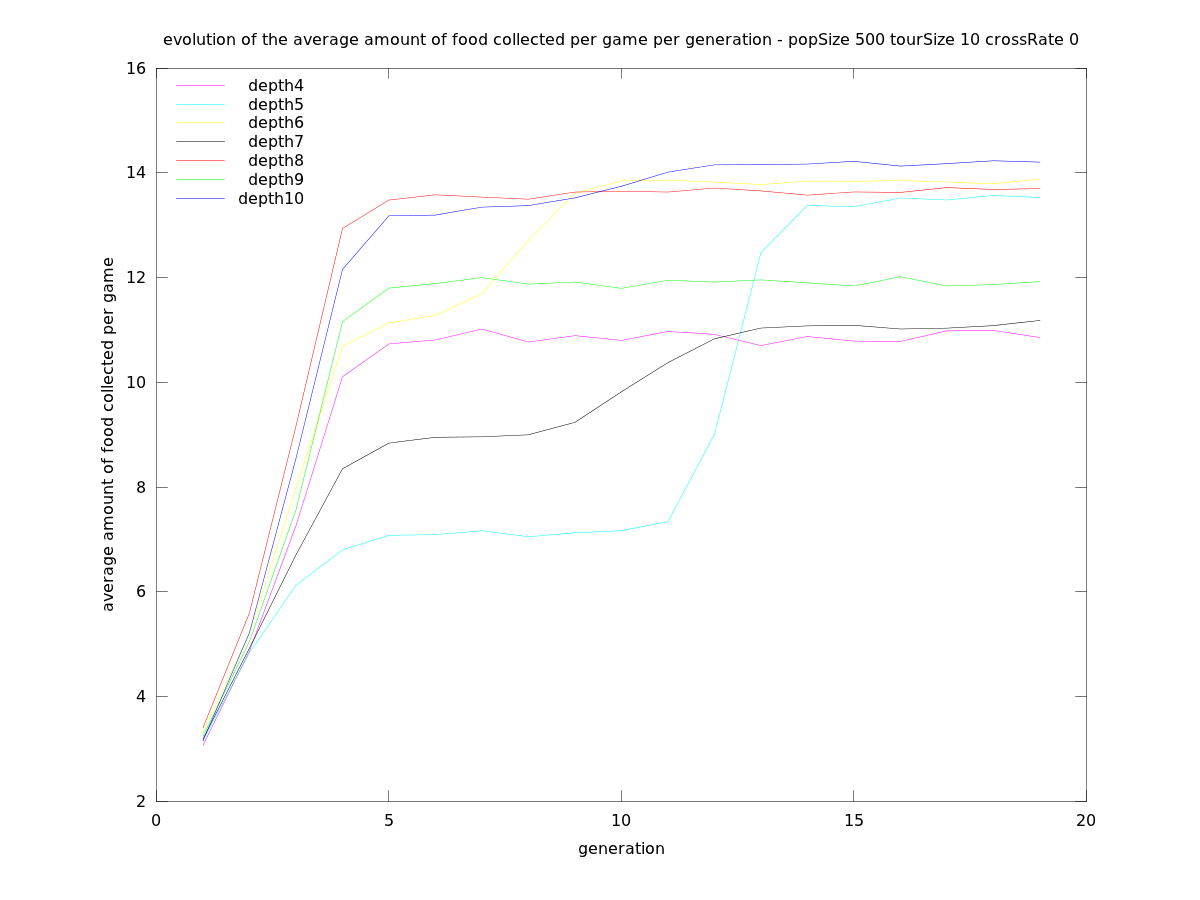 evolution of the average amount of food collected per game per generation - popSize 500 tourSize 10 crossRate 0
16
14
12
10
8
6
4
2
average amount of food collected per game
depth4
depth5
depth6
depth7
depth8
depth9
depth10
0
5
10
15
20
generation